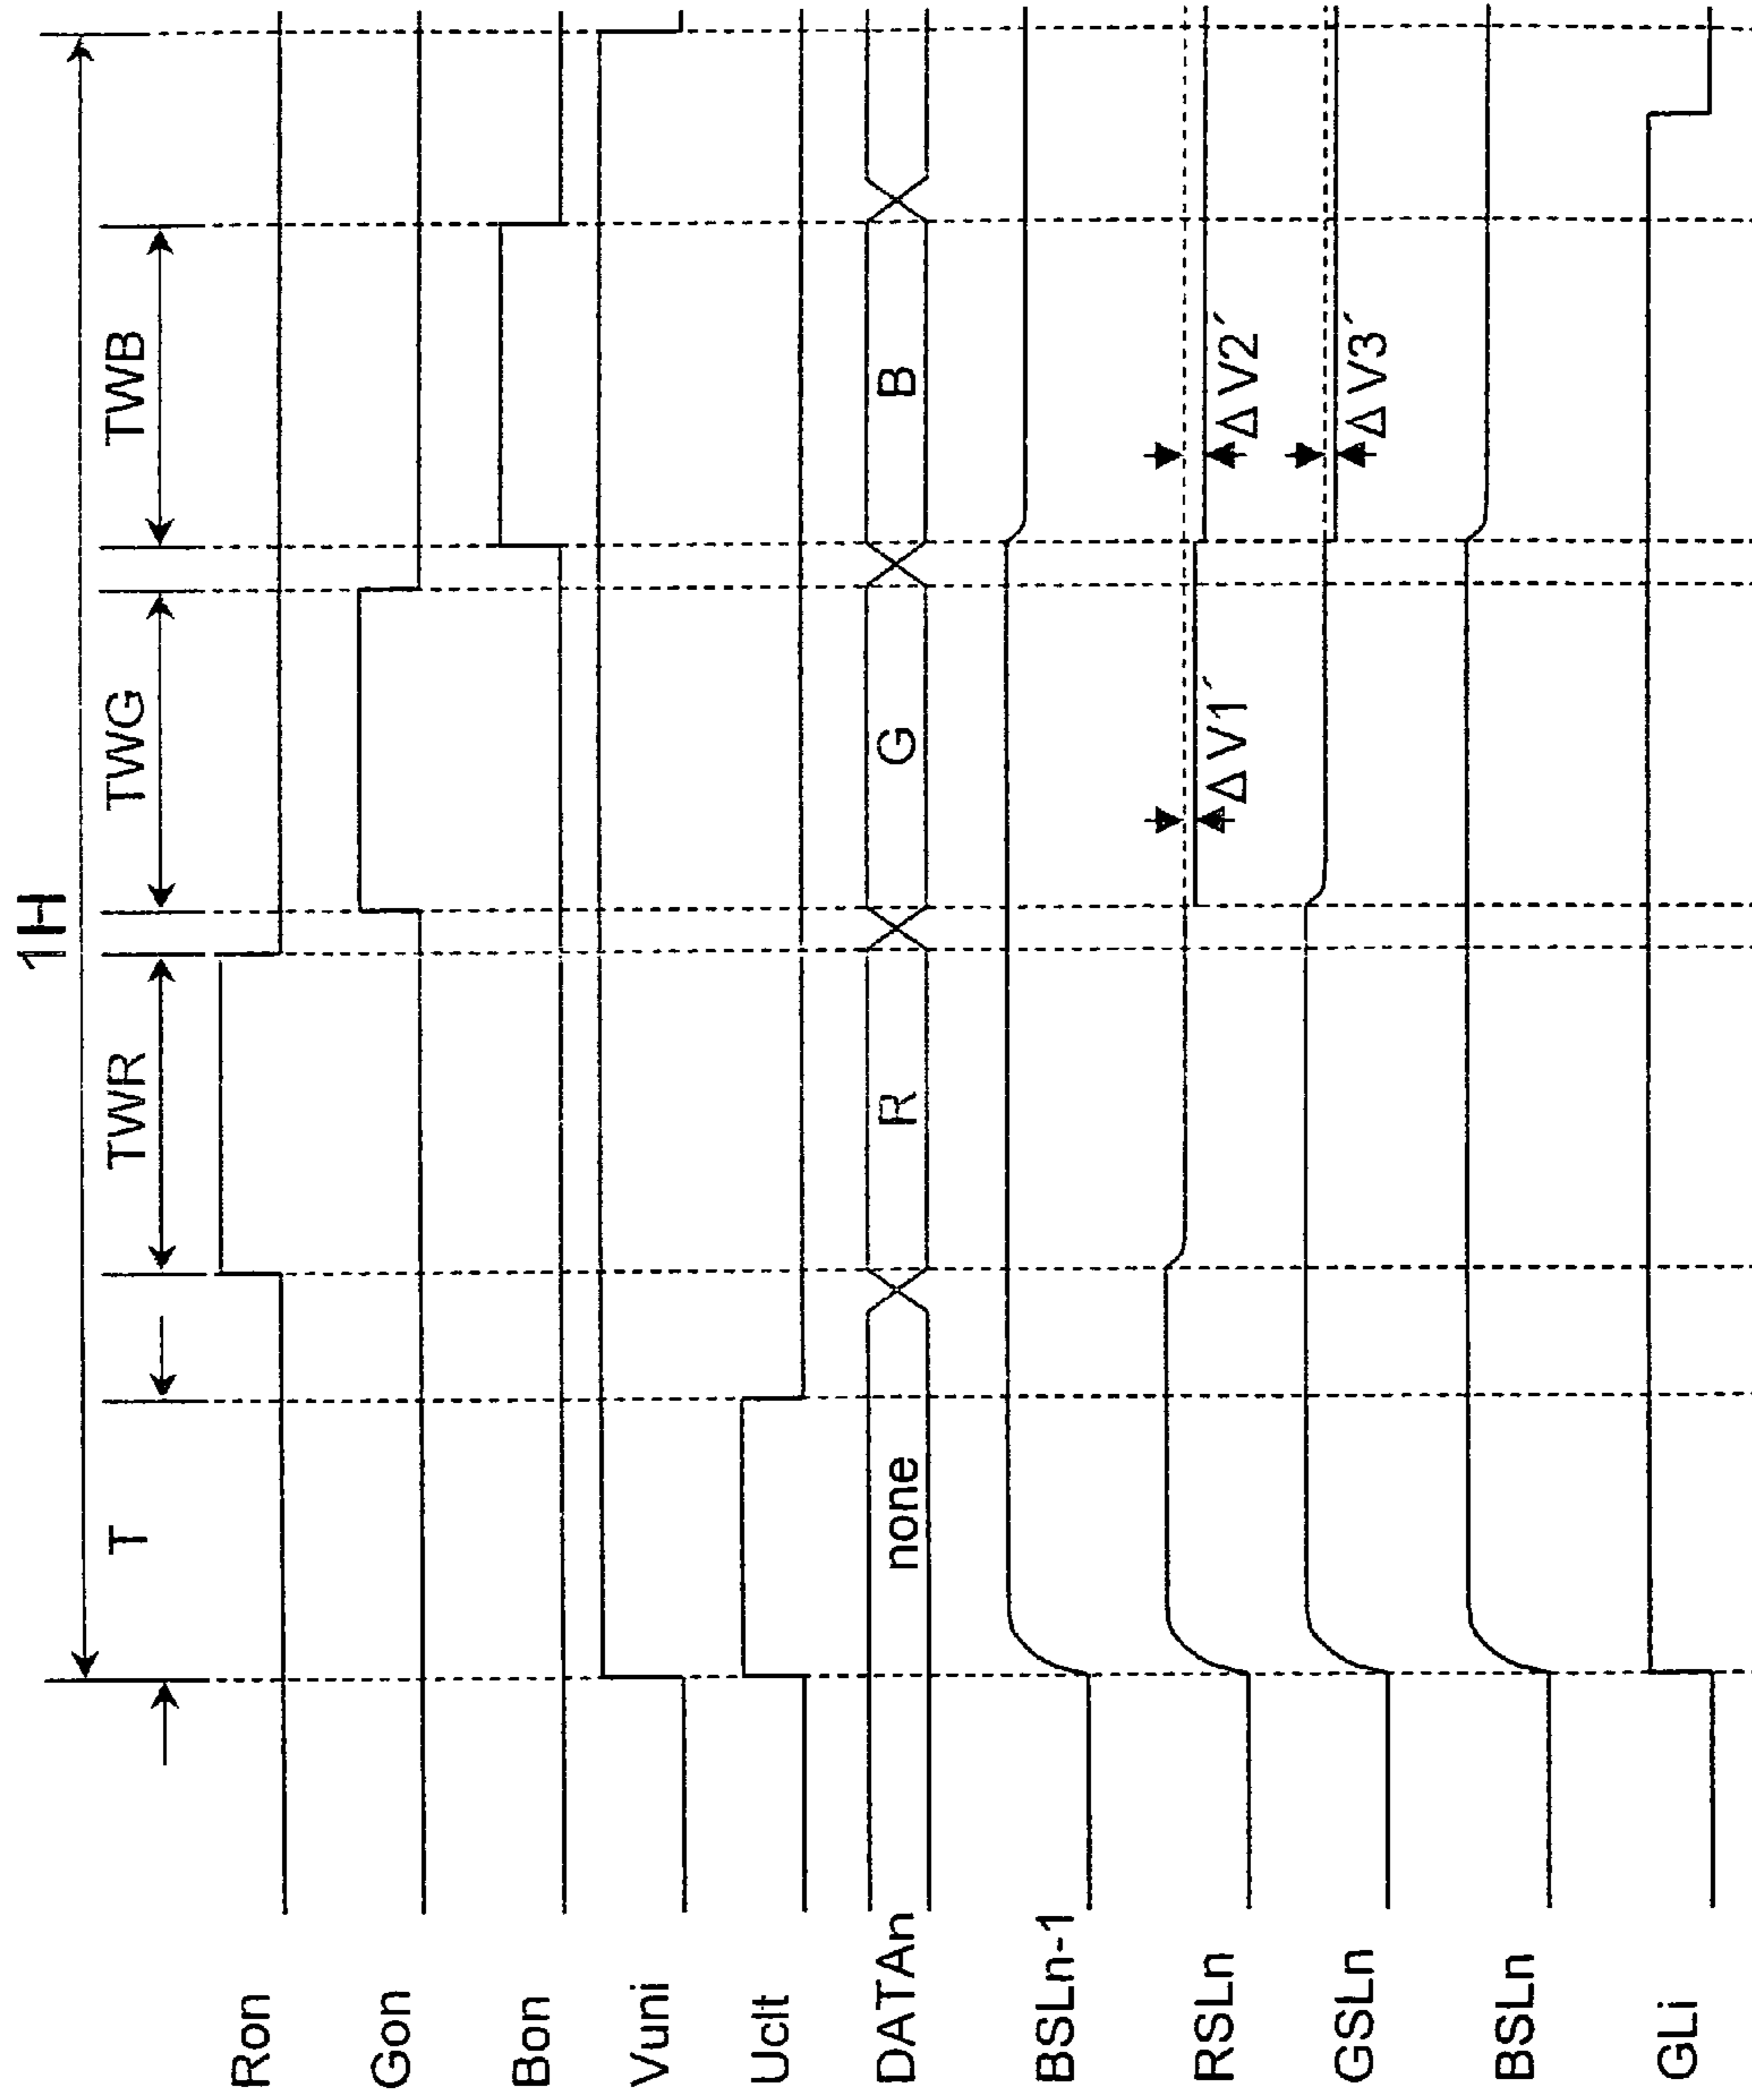 1H
T
TWR
TWG
TWB
Ron
Gon
Bon
Vuni
Uclt
DATAn
none
R
G
B
BSLn-1
RSLn
ΔV1´
ΔV2´
GSLn
ΔV3´
BSLn
GLi